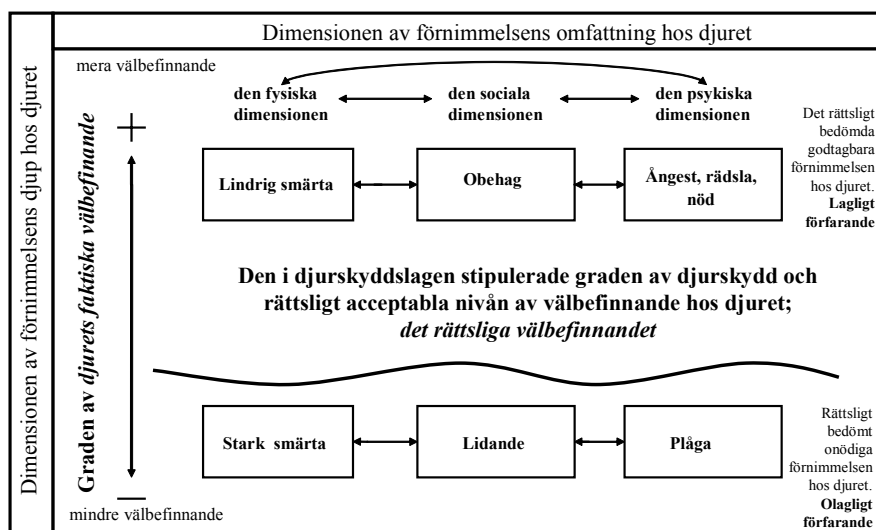 Dimensionen av förnimmelsens omfattning hos djuret
Dimensionen av förnimmelsens djup hos djuret
Graden av djurets faktiska välbefinande
mera välbefinnande
+
den fysiska
dimensionen
den sociala
dimensionen
den psykiska
dimensionen
Lindrig smärta
Obehag
Ångest, rädsla,
nöd
Det rättsligt
bedömda
godtagbara
förnimmelsen
hos djuret.
Lagligt
förfarande
Den i djurskyddslagen stipulerade graden av djurskydd och
rättsligt acceptabla nivån av välbefinnande hos djuret;
det rättsliga välbefinnandet
Stark smärta
Lidande
Plåga
Rättsligt
bedömt
onödiga
förnimmelsen
hos djuret.
Olagligt
förfarande
—
mindre välbefinnande